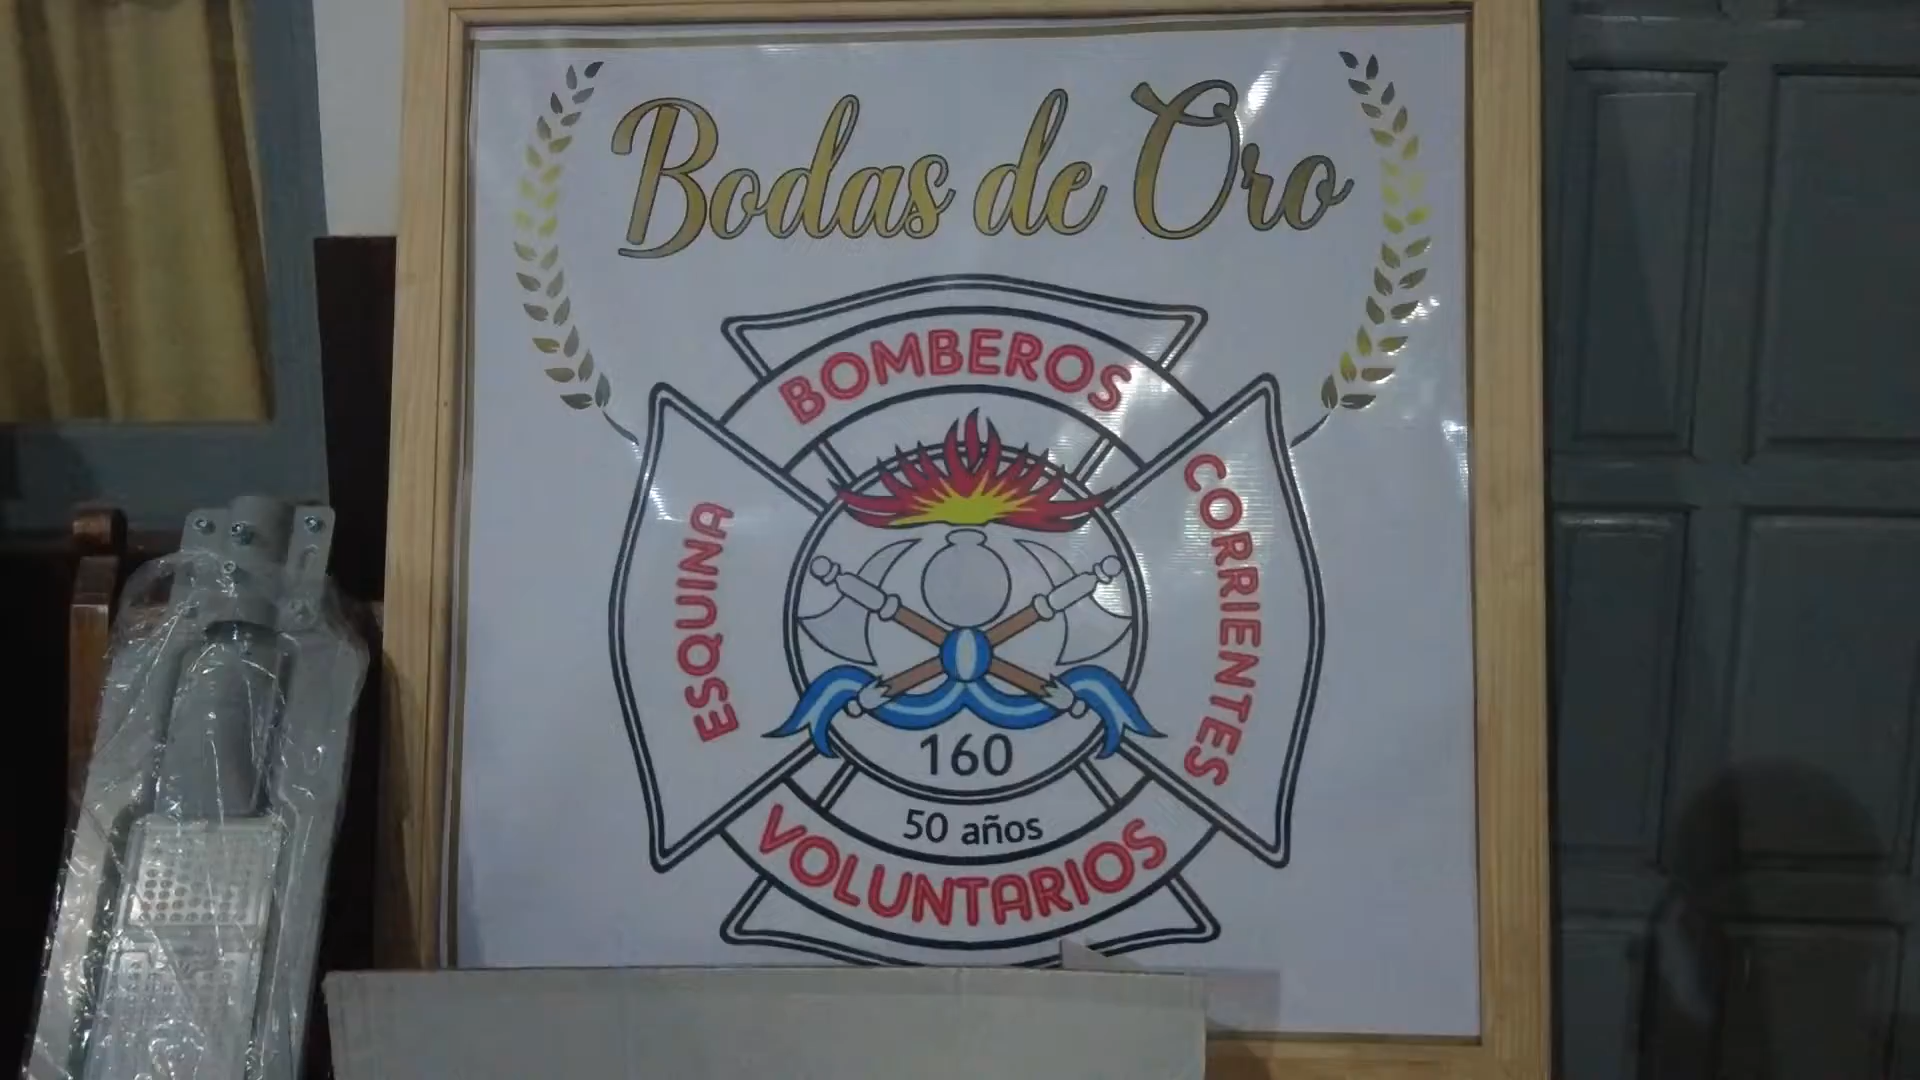 Bodas de Oro
BOMBEROS
ESQUINA
CORRIENTES
160
50 años
VOLUNTARIOS